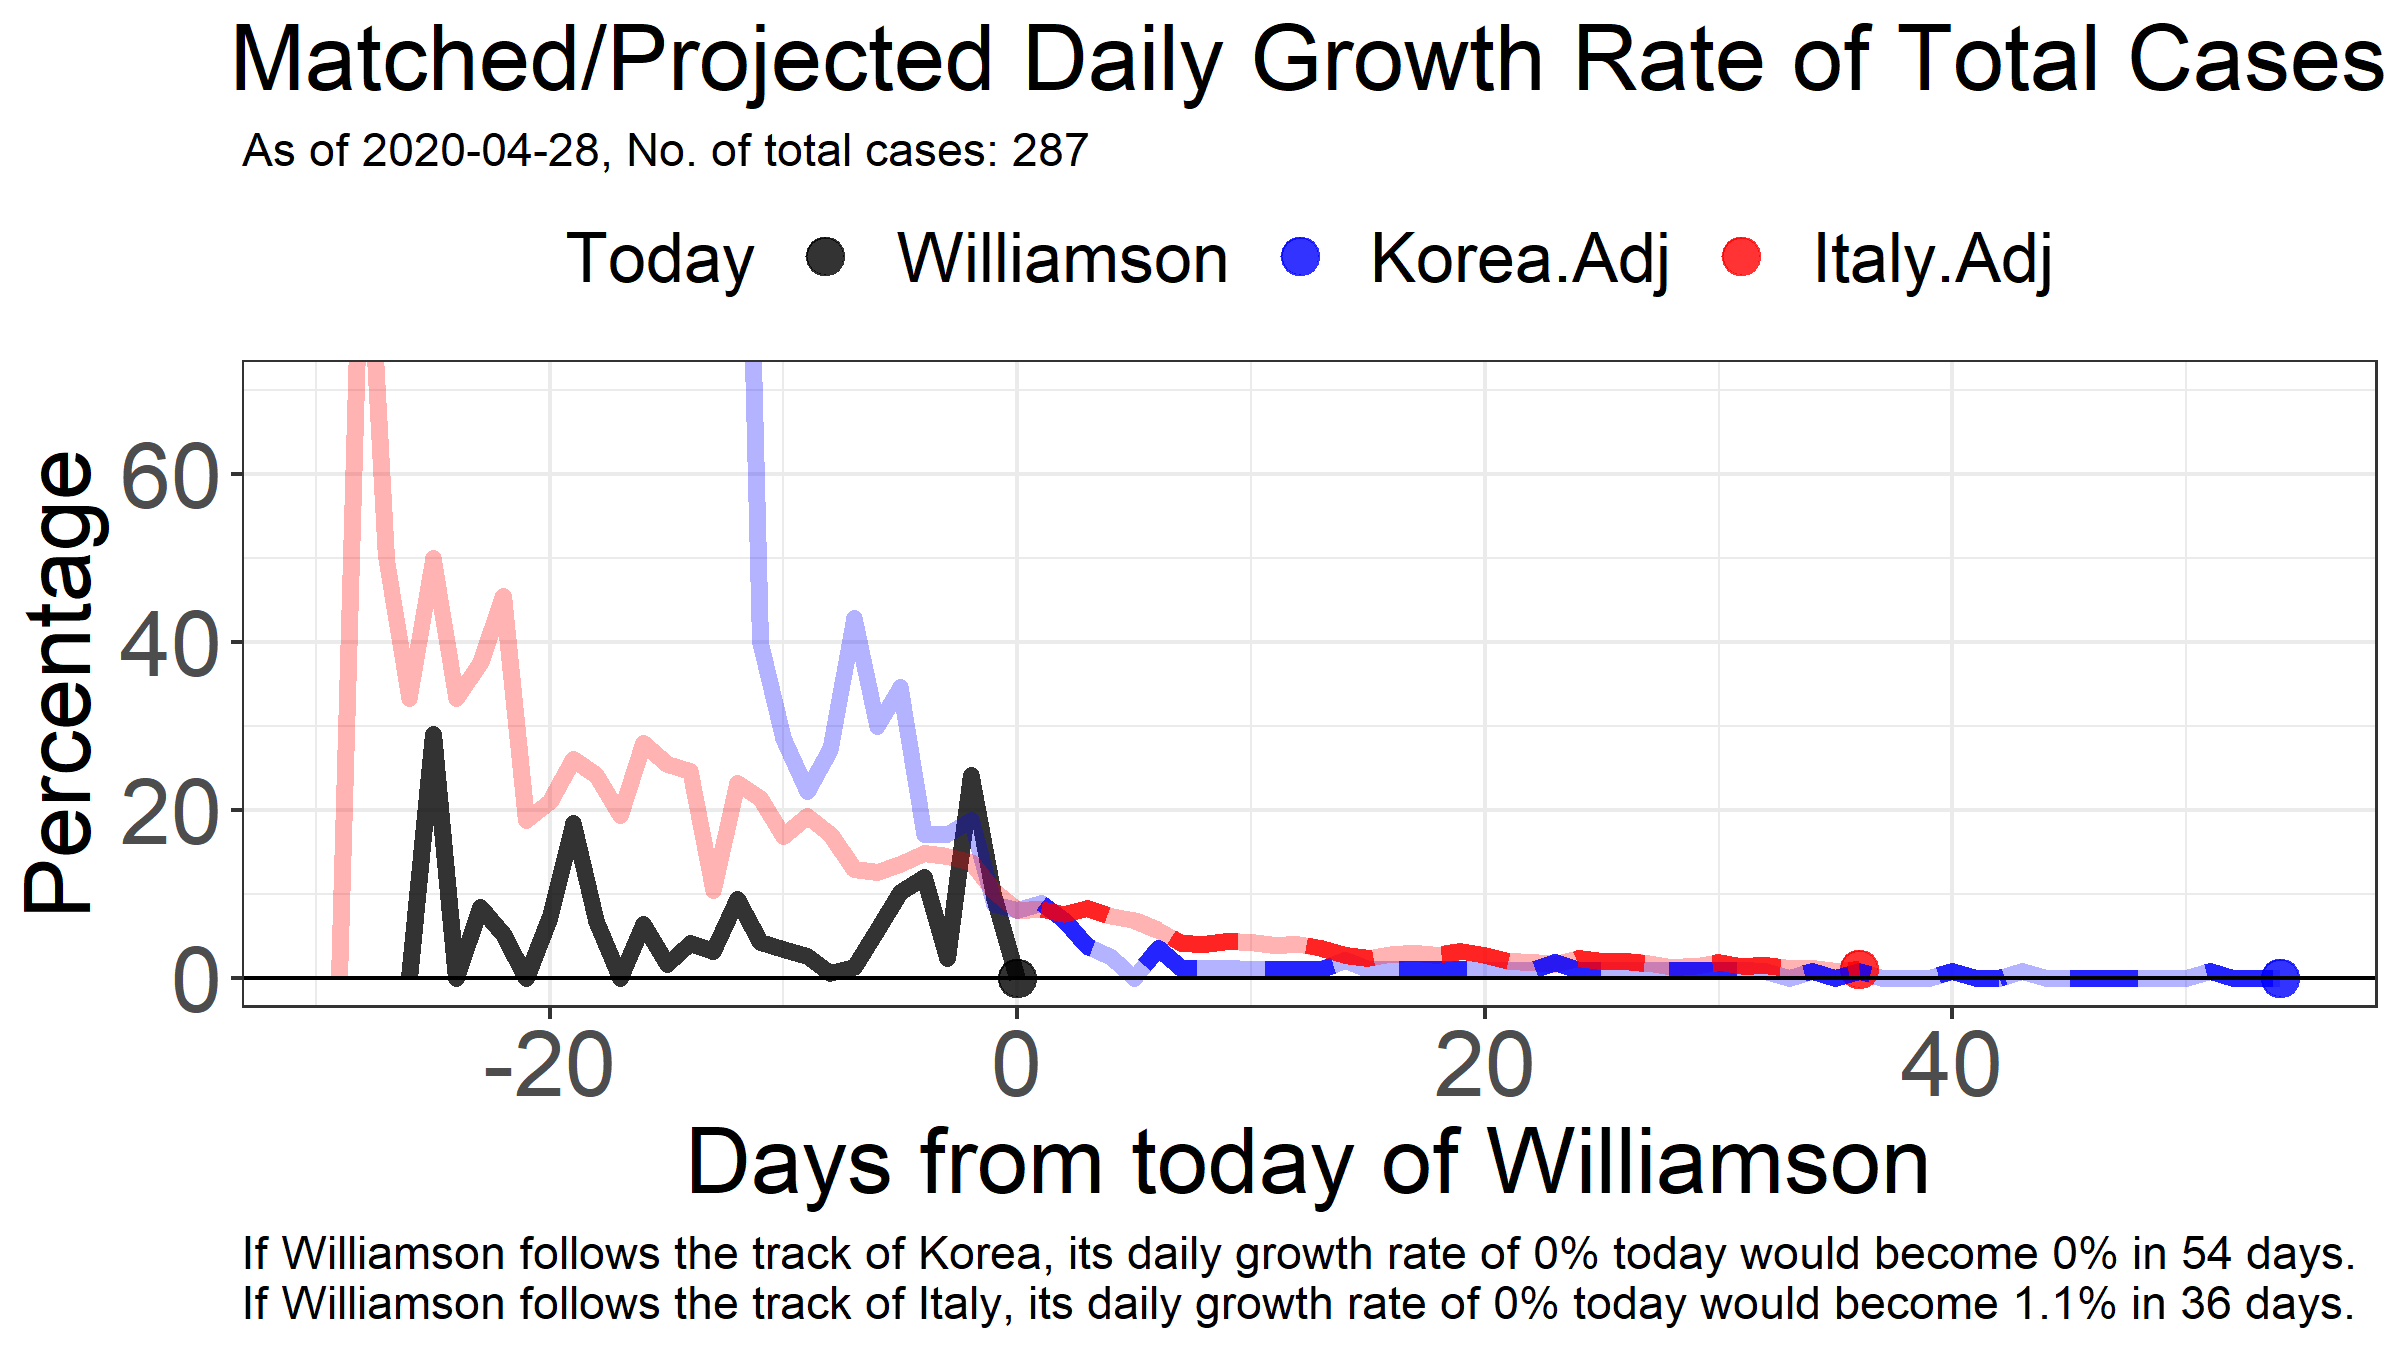 Matched/Projected Daily Growth Rate of Total Cases
As of 2020-04-28, No. of total cases: 287
Today Williamson Korea.Adj Italy.Adj
Percentage
60
40
20
0
-20 0 20 40
Days from today of Williamson
If Williamson follows the track of Korea, its daily growth rate of 0% today would become 0% in 54 days.
If Williamson follows the track of Italy, its daily growth rate of 0% today would become 1.1% in 36 days.